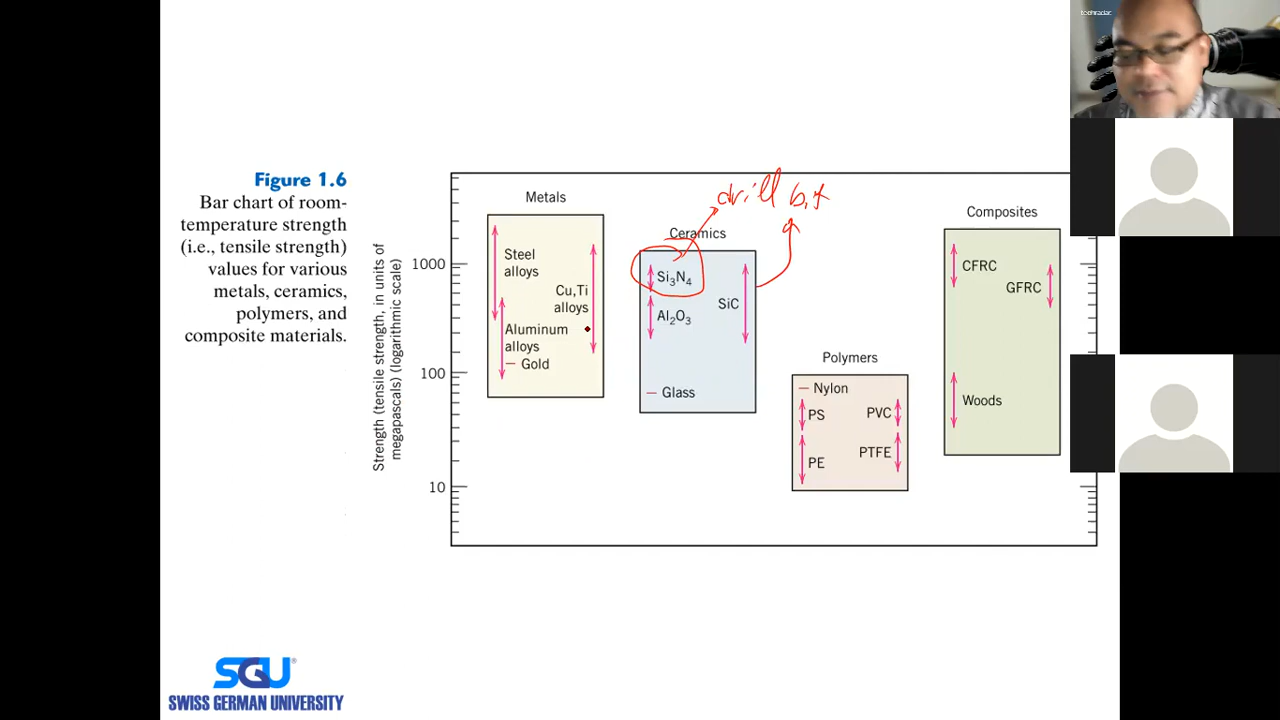 techradar
Figure 1.6
Bar chart of room-
temperature strength
(i.e., tensile strength)
values for various
metals, ceramics,
polymers, and
composite materials.
Strength (tensile strength, in units of
megapascals) (logarithmic scale)
1000
100
10
Metals
Steel
alloys
Cu,Ti
alloys
Aluminum
alloys
Gold
drill bit
Ceramics
Si₃N₄
SiC
Al₂O₃
Glass
Polymers
Nylon
PS
PVC
PTFE
PE
Composites
CFRC
GFRC
Woods
SGU®
SWISS GERMAN UNIVERSITY